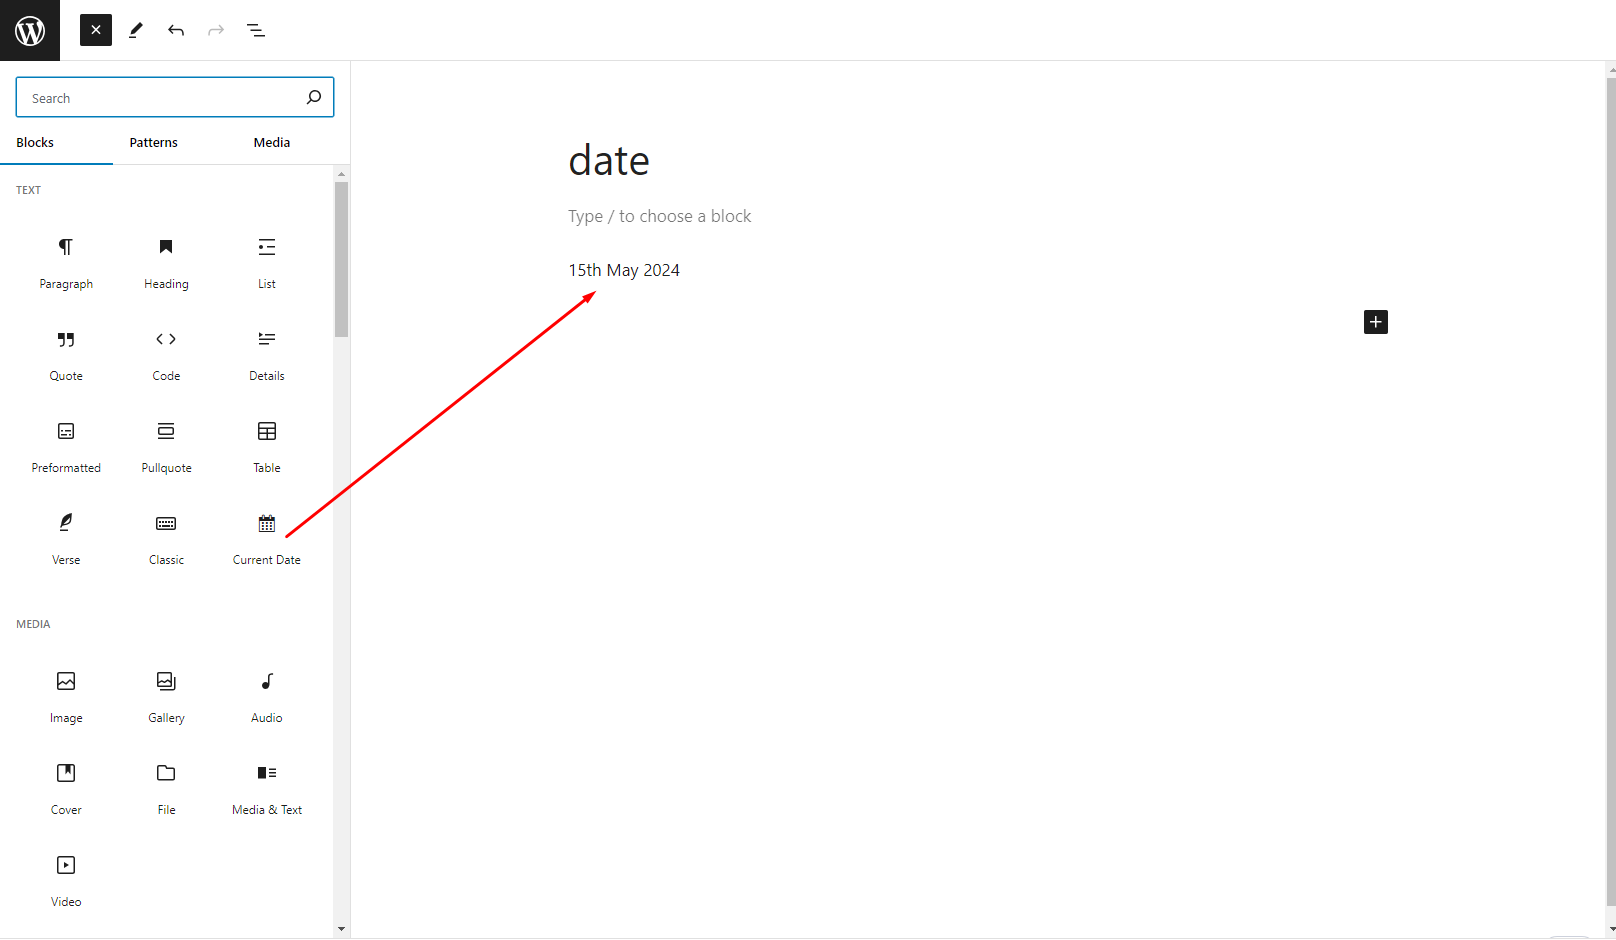 Search
Blocks Patterns Media
TEXT
Paragraph Heading List
Quote Code Details
Preformatted Pullquote Table
Verse Classic Current Date
MEDIA
Image Gallery Audio
Cover File Media & Text
Video
date
Type / to choose a block
15th May 2024